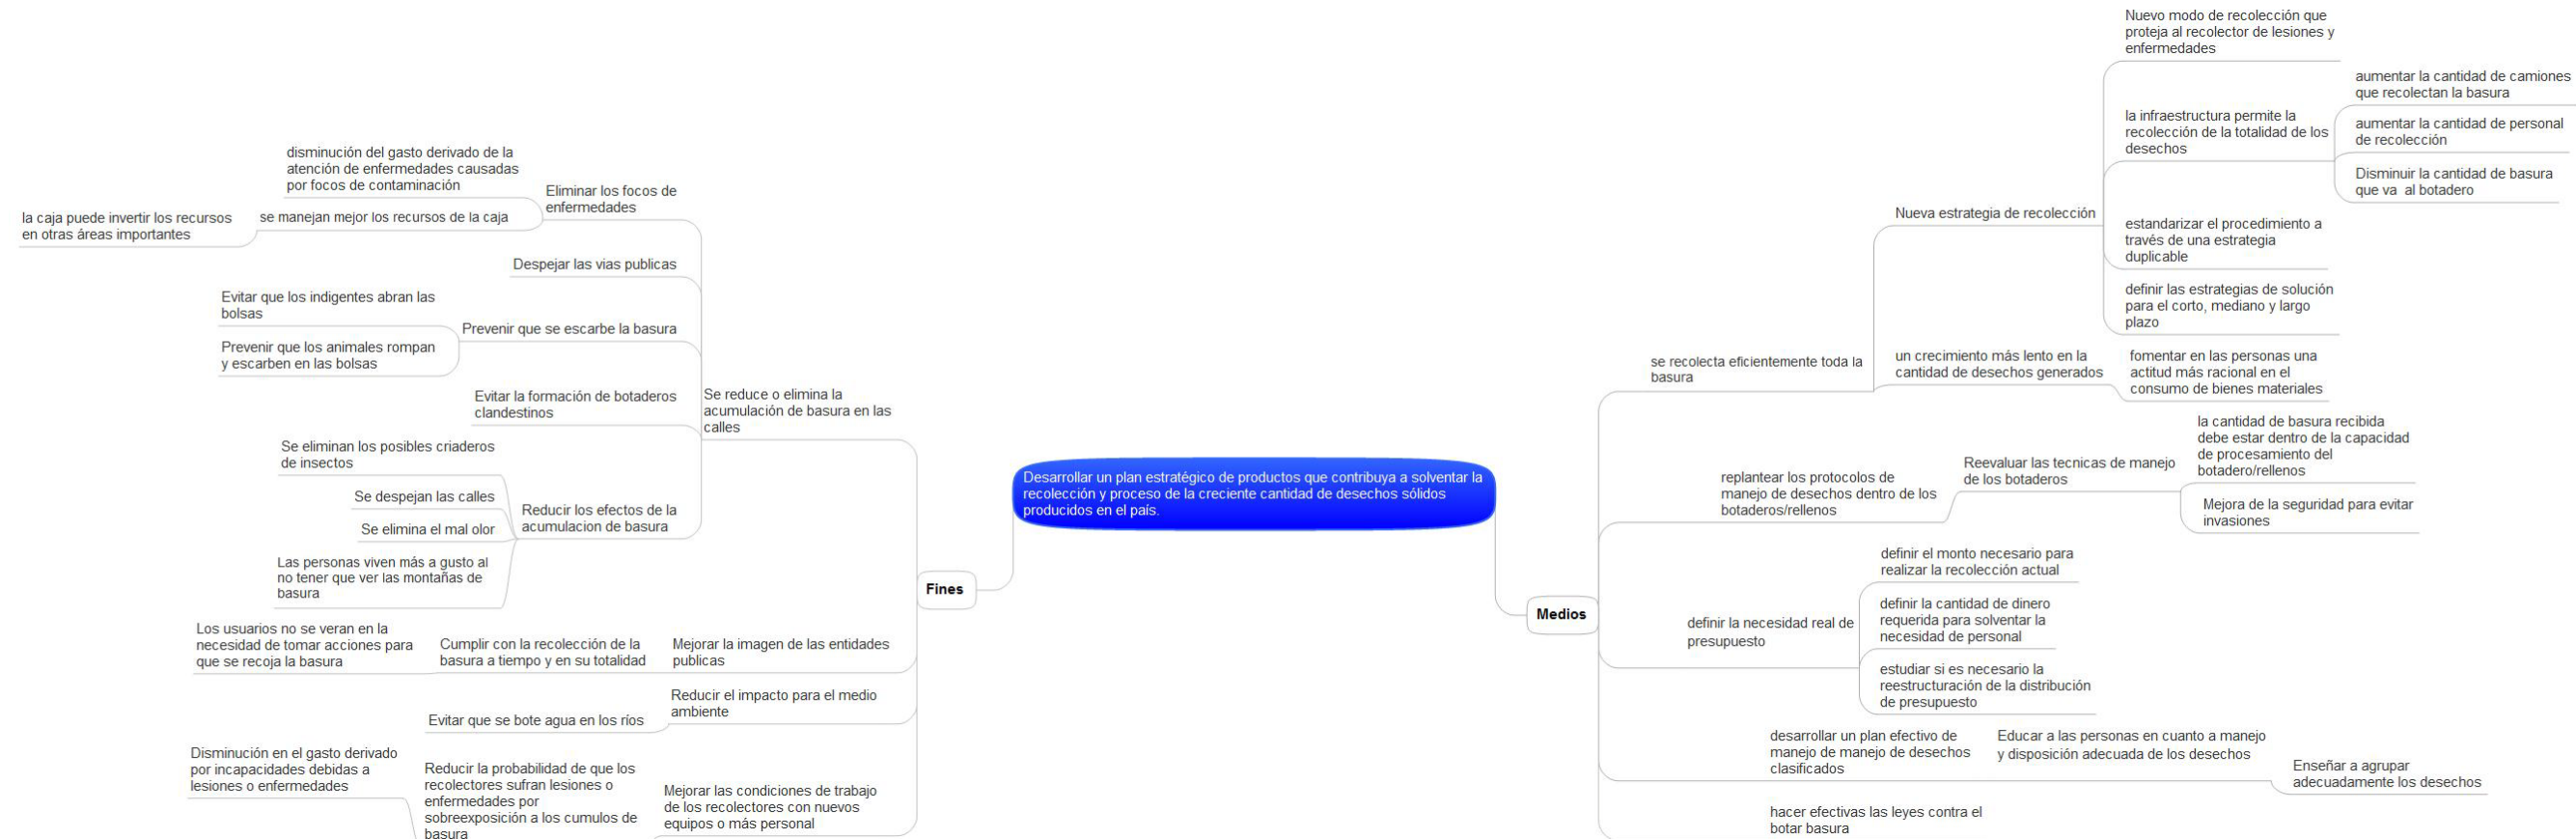 Desarrollar un plan estratégico de productos que contribuya a solventar la
recolección y proceso de la creciente cantidad de desechos sólidos
producidos en el país.
Fines
Se reduce o elimina la
acumulación de basura en las
calles
Eliminar los focos de
enfermedades
disminución del gasto derivado de la
atención de enfermedades causadas
por focos de contaminación
se manejan mejor los recursos de la caja
la caja puede invertir los recursos
en otras áreas importantes
Despejar las vias publicas
Prevenir que se escarbe la basura
Evitar que los indigentes abran las
bolsas
Prevenir que los animales rompan
y escarben en las bolsas
Evitar la formación de botaderos
clandestinos
Reducir los efectos de la
acumulacion de basura
Se eliminan los posibles criaderos
de insectos
Se despejan las calles
Se elimina el mal olor
Las personas viven más a gusto al
no tener que ver las montañas de
basura
Mejorar la imagen de las entidades
publicas
Cumplir con la recolección de la
basura a tiempo y en su totalidad
Los usuarios no se veran en la
necesidad de tomar acciones para
que se recoja la basura
Reducir el impacto para el medio
ambiente
Evitar que se bote agua en los ríos
Mejorar las condiciones de trabajo
de los recolectores con nuevos
equipos o más personal
Reducir la probabilidad de que los
recolectores sufran lesiones o
enfermedades por
sobreexposición a los cumulos de
basura
Disminución en el gasto derivado
por incapacidades debidas a
lesiones o enfermedades
Medios
se recolecta eficientemente toda la
basura
Nueva estrategia de recolección
Nuevo modo de recolección que
proteja al recolector de lesiones y
enfermedades
la infraestructura permite la
recolección de la totalidad de los
desechos
aumentar la cantidad de camiones
que recolectan la basura
aumentar la cantidad de personal
de recolección
Disminuir la cantidad de basura
que va al botadero
estandarizar el procedimiento a
través de una estrategia
duplicable
definir las estrategias de solución
para el corto, mediano y largo
plazo
un crecimiento más lento en la
cantidad de desechos generados
fomentar en las personas una
actitud más racional en el
consumo de bienes materiales
replantear los protocolos de
manejo de desechos dentro de los
botaderos/rellenos
Reevaluar las tecnicas de manejo
de los botaderos
la cantidad de basura recibida
debe estar dentro de la capacidad
de procesamiento del
botadero/rellenos
Mejora de la seguridad para evitar
invasiones
definir la necesidad real de
presupuesto
definir el monto necesario para
realizar la recolección actual
definir la cantidad de dinero
requerida para solventar la
necesidad de personal
estudiar si es necesario la
reestructuración de la distribución
de presupuesto
desarrollar un plan efectivo de
manejo de manejo de desechos
clasificados
Educar a las personas en cuanto a manejo
y disposición adecuada de los desechos
Enseñar a agrupar
adecuadamente los desechos
hacer efectivas las leyes contra el
botar basura